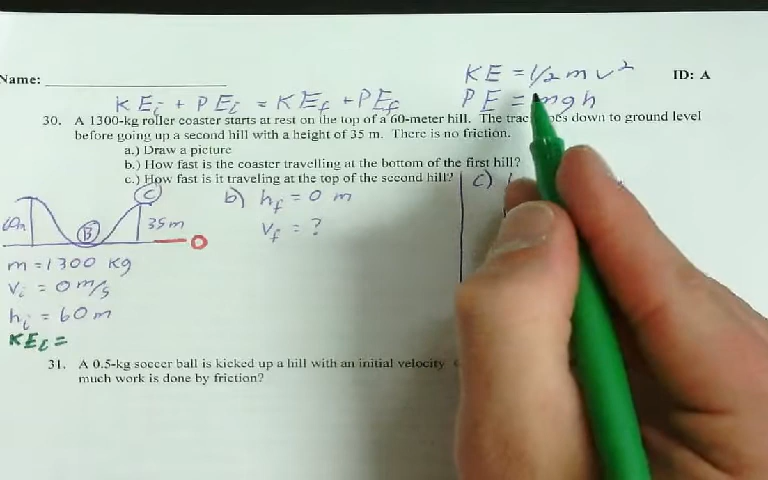 KE = 1/2 m v²
Name: ID: A
KEi + PEi = KEf + PEf PE = mgh
30. A 1300-kg roller coaster starts at rest on the top of a 60-meter hill. The goes down to ground level
before going up a second hill with a height of 35 m. There is no friction.
a.) Draw a picture
b.) How fast is the coaster travelling at the bottom of the first hill?
c.) How fast is it traveling at the top of the second hill?
C B 35m O
b) hf = 0 m
vf = ?
c)
m = 1300 kg
vi = 0 m/s
hi = 60 m
KEi =
31. A 0.5-kg soccer ball is kicked up a hill with an initial velocity
much work is done by friction?